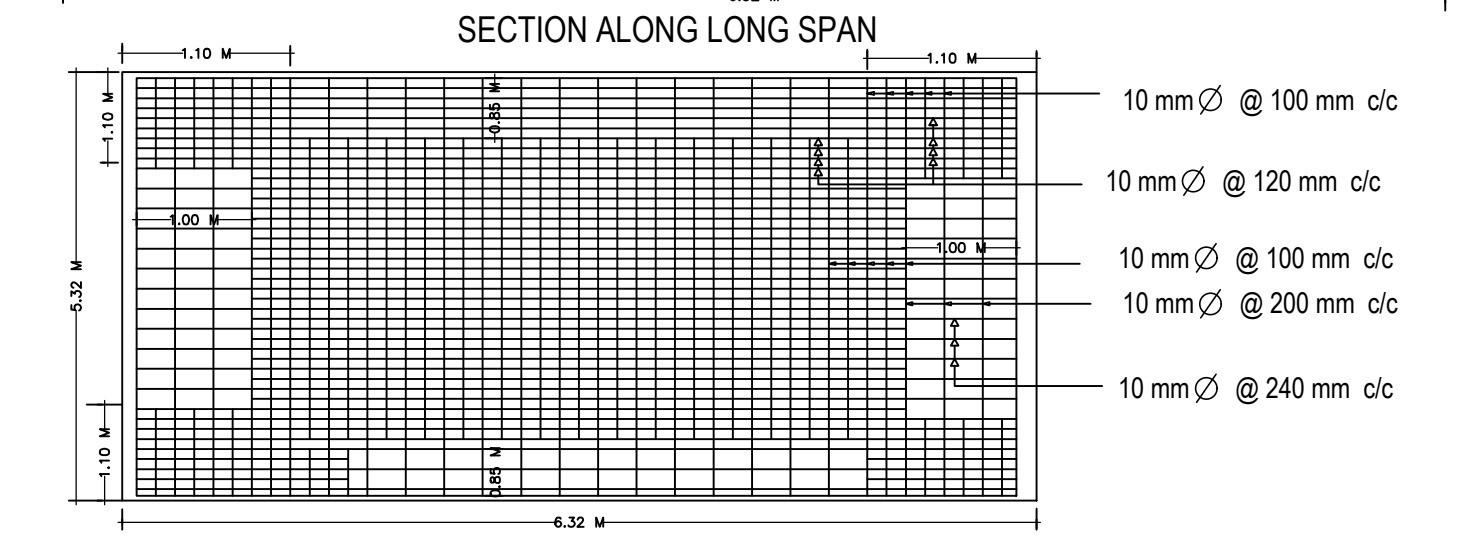 SECTION ALONG LONG SPAN
1.10 M
1.10 M
1.10 M
0.85 M
10 mm∅ @ 100 mm c/c
10 mm∅ @ 120 mm c/c
1.00 M
1.00 M
10 mm∅ @ 100 mm c/c
5.32 M
10 mm∅ @ 200 mm c/c
10 mm∅ @ 240 mm c/c
1.10 M
0.85 M
6.32 M